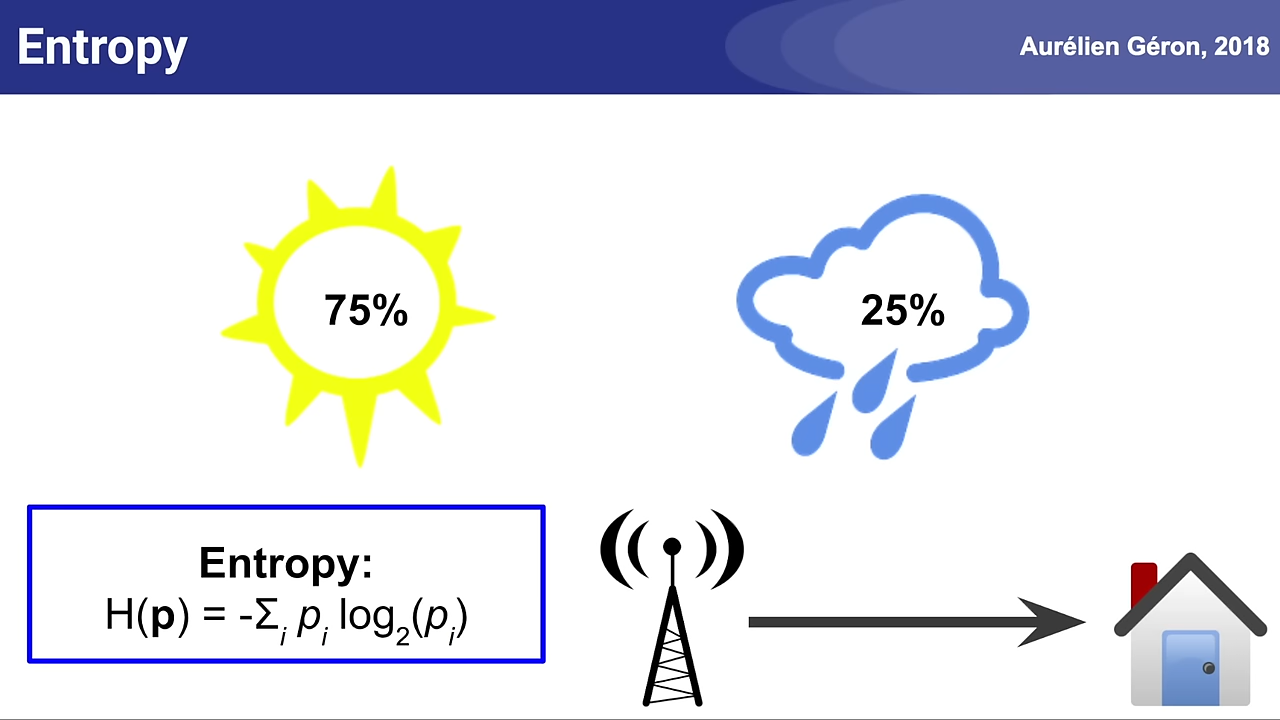 Entropy
Aurélien Géron, 2018
75%
25%
Entropy:
H(p) = -Σi pi log2(pi)